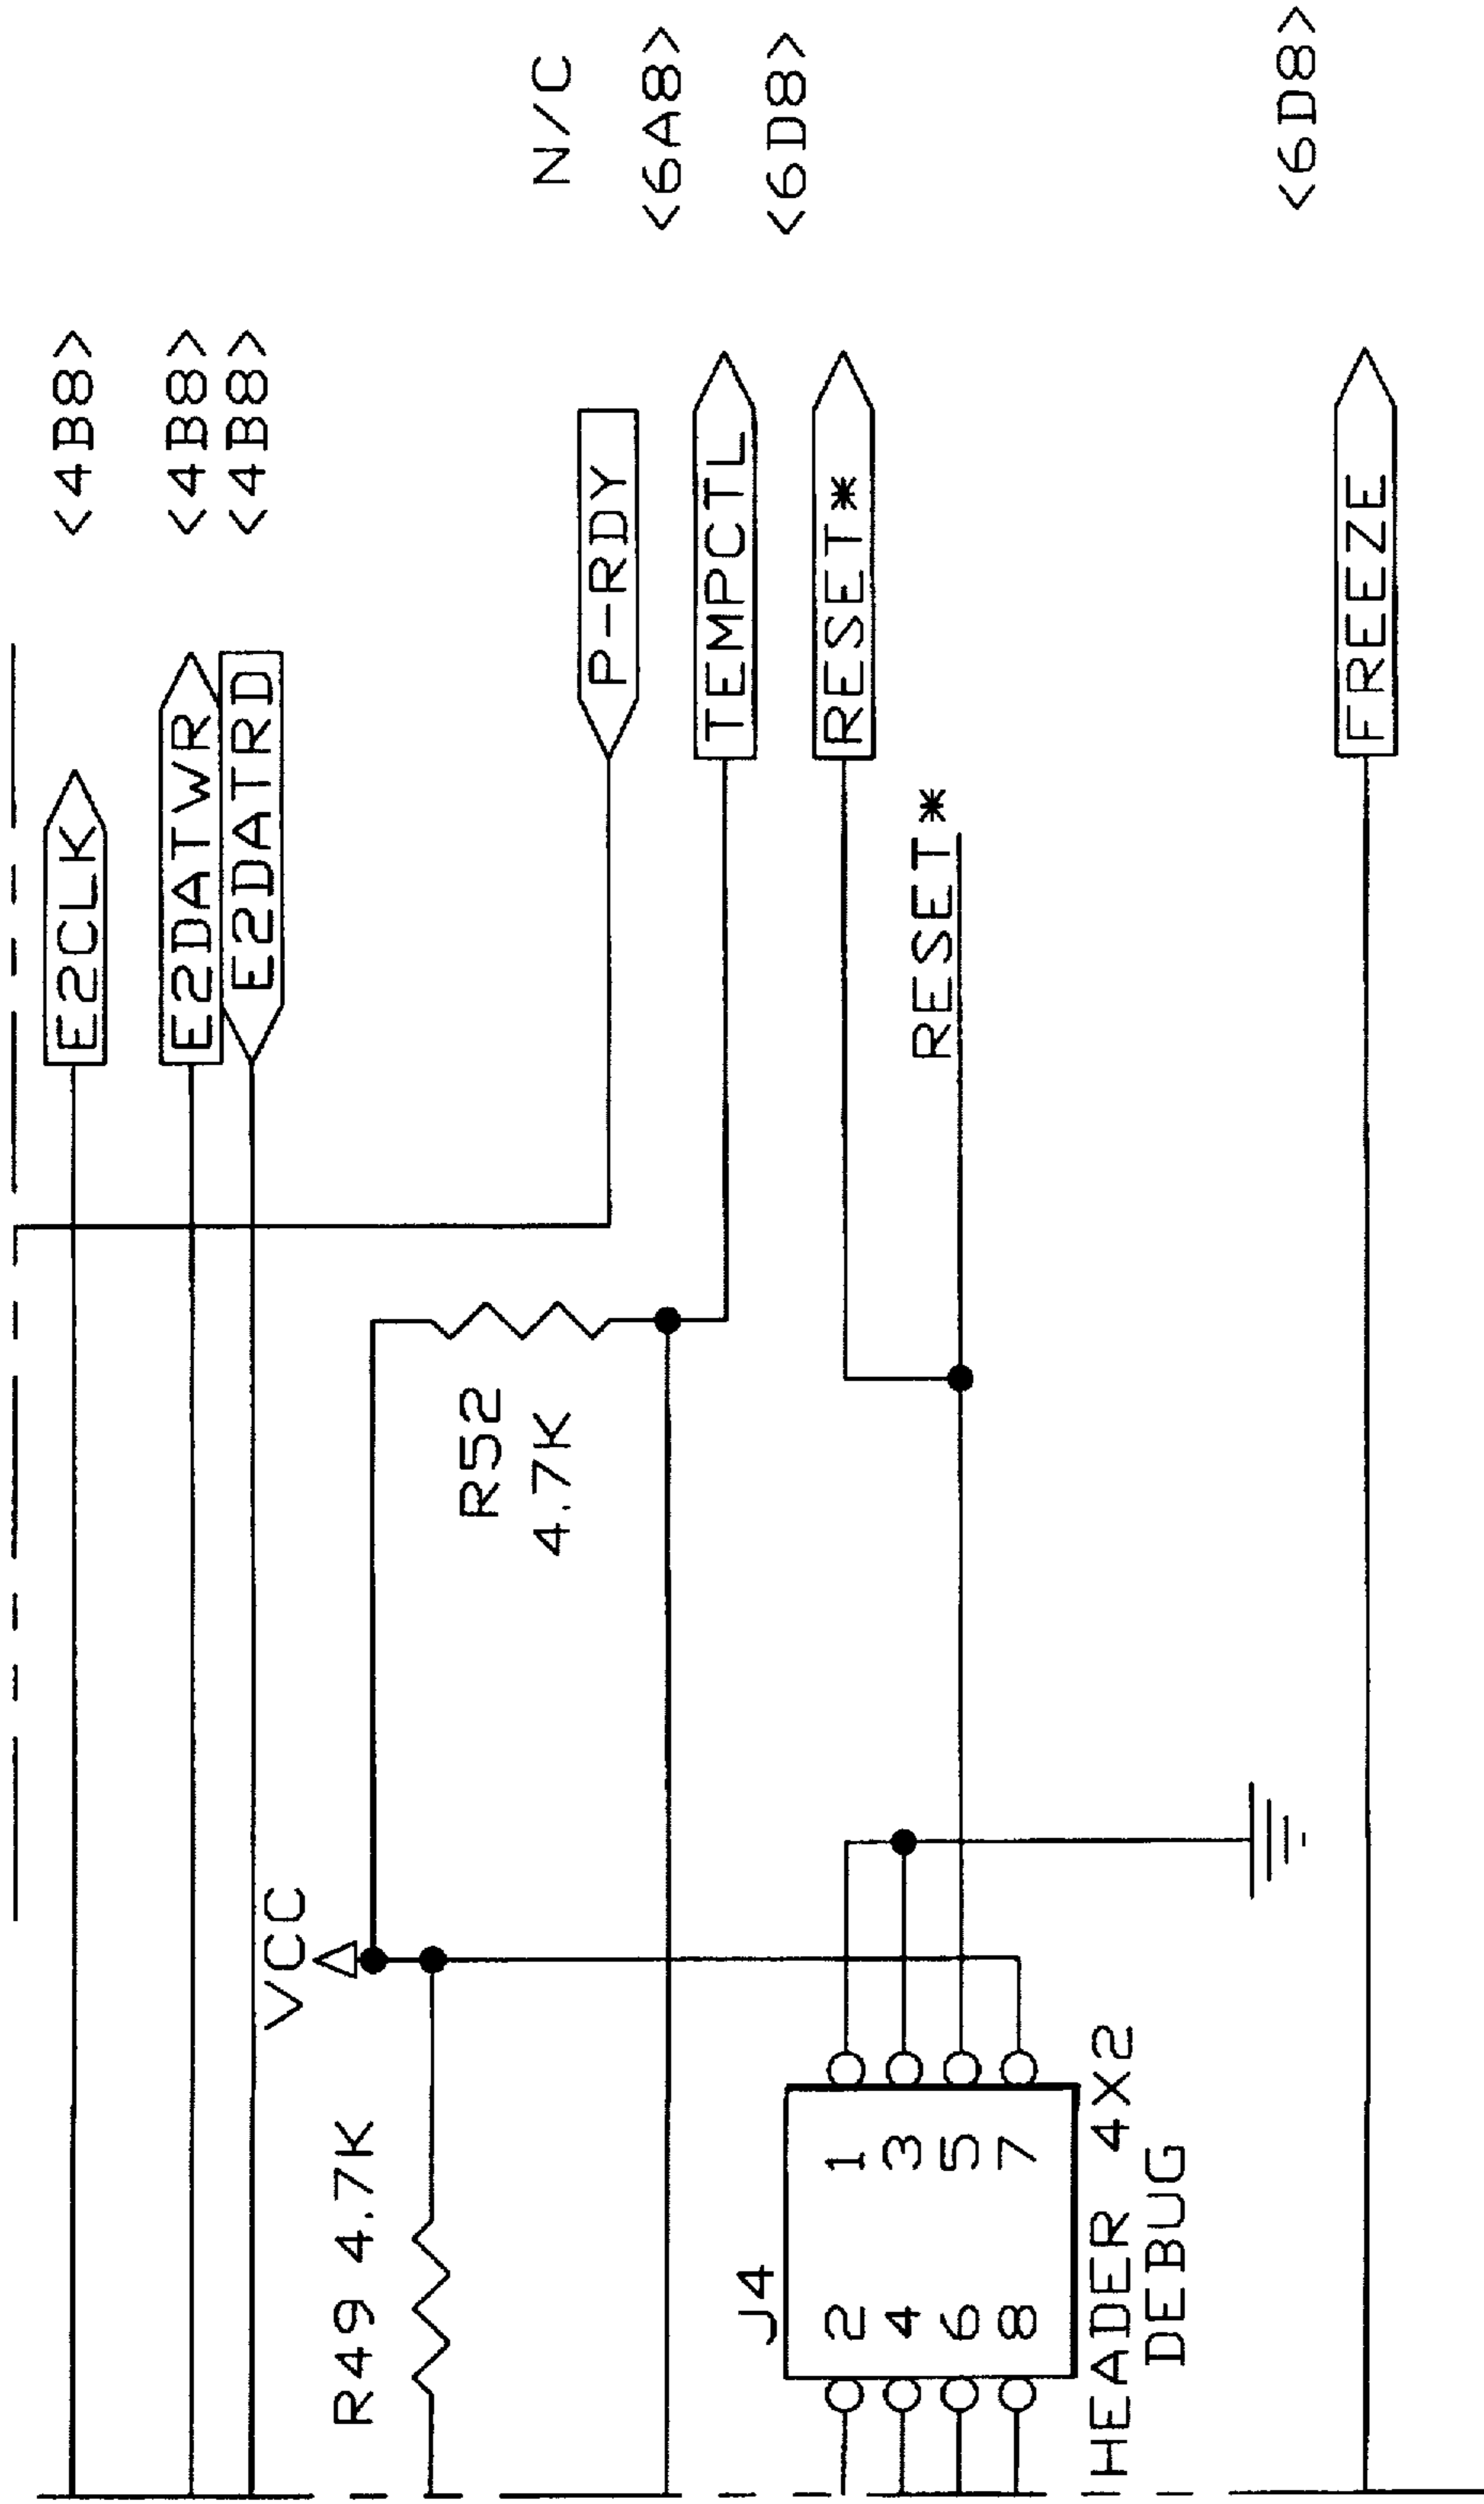 E2CLK <4B8>
E2DATWR <4B8>
E2DATRD <4B8>
VCC
R49 4.7K
R52
4.7K
N/C
P-RDY
<6A8>
TEMPCTL
<6D8>
RESET*
RESET*
J4
2 1
4 3
6 5
8 7
HEADER 4X2
DEBUG
<6D8>
FREEZE